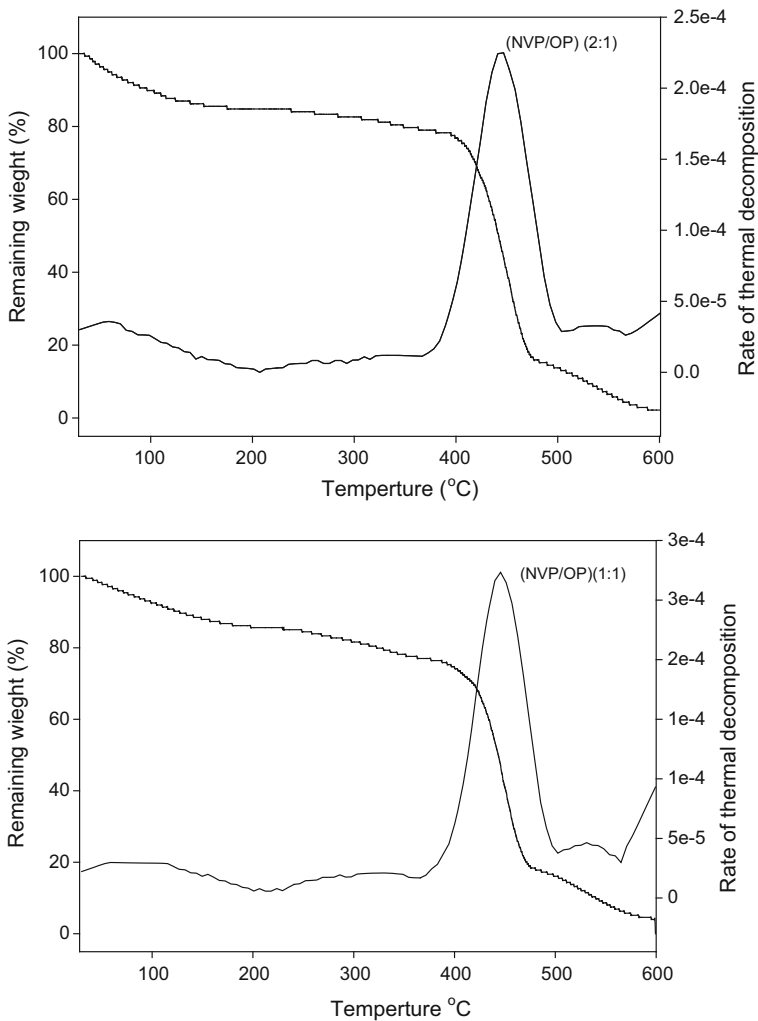 2.5e-4
(NVP/OP) (2:1)
100
2.0e-4
80
1.5e-4
60
1.0e-4
40
5.0e-5
20
0.0
0
100 200 300 400 500 600
Temperture (°C)
Remaining wieght (%)
Rate of thermal decomposition
3e-4
(NVP/OP)(1:1)
100
3e-4
80
2e-4
60
1e-4
40
1e-4
20
5e-5
0
0
100 200 300 400 500 600
Temperture °C
Remaining wieght (%)
Rate of thermal decomposition